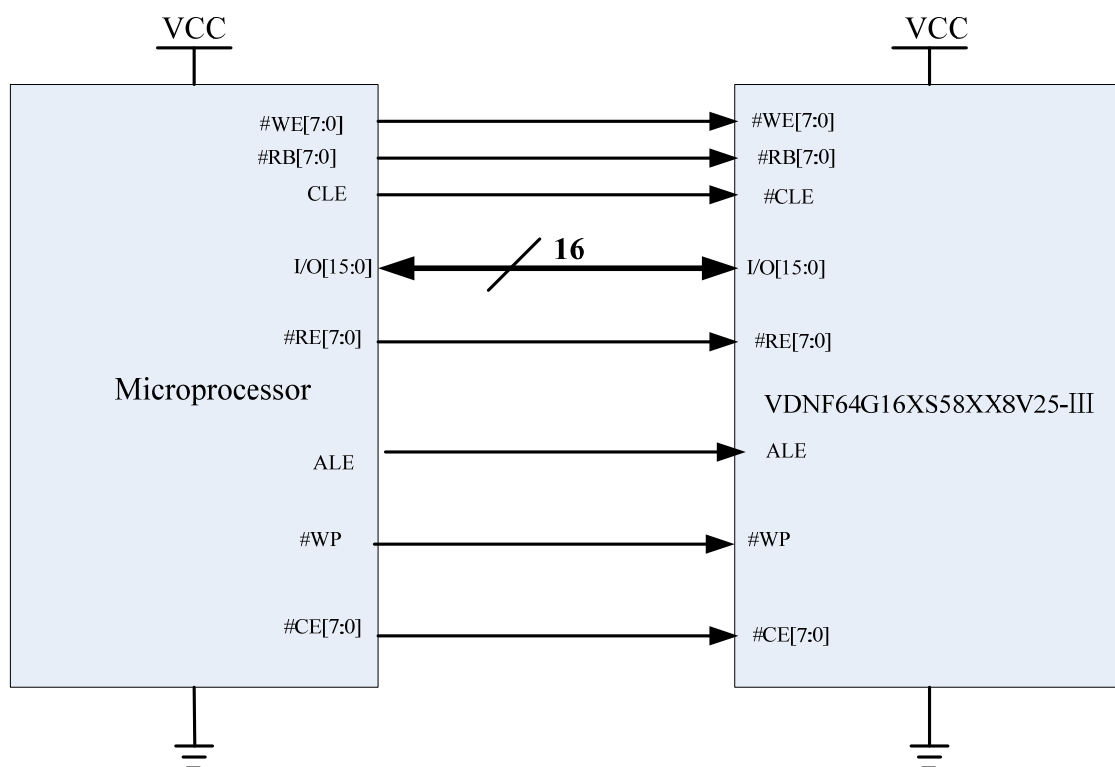 VCC
VCC
#WE[7:0]
#WE[7:0]
#RB[7:0]
#RB[7:0]
CLE
#CLE
16
I/O[15:0]
I/O[15:0]
#RE[7:0]
#RE[7:0]
Microprocessor
VDNF64G16XS58XX8V25-III
ALE
ALE
#WP
#WP
#CE[7:0]
#CE[7:0]